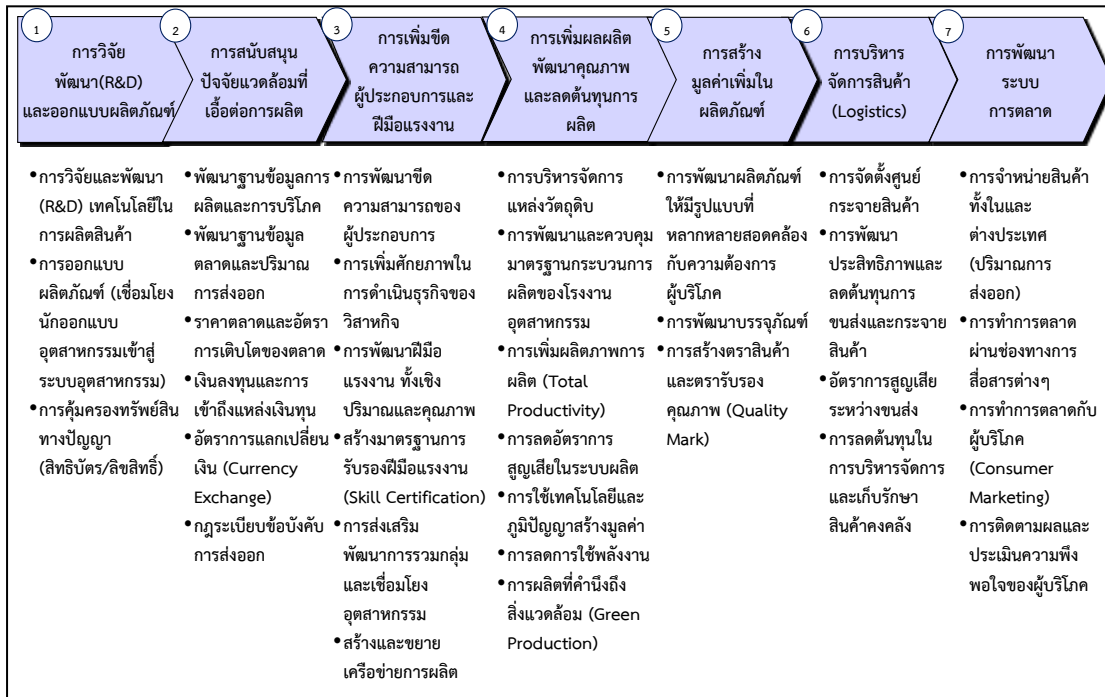 1
การวิจัย
พัฒนา(R&D)
และออกแบบผลิตภัณฑ์
2
การสนับสนุน
ปัจจัยแวดล้อมที่
เอื้อต่อการผลิต
3
การเพิ่มขีด
ความสามารถ
ผู้ประกอบการและ
ฝีมือแรงงาน
4
การเพิ่มผลผลิต
พัฒนาคุณภาพ
และลดต้นทุนการ
ผลิต
5
การสร้าง
มูลค่าเพิ่มใน
ผลิตภัณฑ์
6
การบริหาร
จัดการสินค้า
(Logistics)
7
การพัฒนา
ระบบ
การตลาด
•การวิจัยและพัฒนา
(R&D) เทคโนโลยีใน
การผลิตสินค้า
•การออกแบบ
ผลิตภัณฑ์ (เชื่อมโยง
นักออกแบบ
อุตสาหกรรมเข้าสู่
ระบบอุตสาหกรรม)
•การคุ้มครองทรัพย์สิน
ทางปัญญา
(สิทธิบัตร/ลิขสิทธิ์)
•พัฒนาฐานข้อมูลการ
ผลิตและการบริโภค
•พัฒนาฐานข้อมูล
ตลาดและปริมาณ
การส่งออก
•ราคาตลาดและอัตรา
การเติบโตของตลาด
•เงินลงทุนและการ
เข้าถึงแหล่งเงินทุน
•อัตราการแลกเปลี่ยน
เงิน (Currency
Exchange)
•กฎระเบียบข้อบังคับ
การส่งออก
•การพัฒนาขีด
ความสามารถของ
ผู้ประกอบการ
•การเพิ่มศักยภาพใน
การดำเนินธุรกิจของ
วิสาหกิจ
•การพัฒนาฝีมือ
แรงงาน ทั้งเชิง
ปริมาณและคุณภาพ
•สร้างมาตรฐานการ
รับรองฝีมือแรงงาน
(Skill Certification)
•การส่งเสริม
พัฒนาการรวมกลุ่ม
และเชื่อมโยง
อุตสาหกรรม
•สร้างและขยาย
เครือข่ายการผลิต
•การบริหารจัดการ
แหล่งวัตถุดิบ
•การพัฒนาและควบคุม
มาตรฐานกระบวนการ
ผลิตของโรงงาน
อุตสาหกรรม
•การเพิ่มผลิตภาพการ
ผลิต (Total
Productivity)
•การลดอัตราการ
สูญเสียในระบบผลิต
•การใช้เทคโนโลยีและ
ภูมิปัญญาสร้างมูลค่า
•การลดการใช้พลังงาน
•การผลิตที่คำนึงถึง
สิ่งแวดล้อม (Green
Production)
•การพัฒนาผลิตภัณฑ์
ให้มีรูปแบบที่
หลากหลายสอดคล้อง
กับความต้องการ
ผู้บริโภค
•การพัฒนาบรรจุภัณฑ์
•การสร้างตราสินค้า
และตรารับรอง
คุณภาพ (Quality
Mark)
•การจัดตั้งศูนย์
กระจายสินค้า
•การพัฒนา
ประสิทธิภาพและ
ลดต้นทุนการ
ขนส่งและกระจาย
สินค้า
•อัตราการสูญเสีย
ระหว่างขนส่ง
•การลดต้นทุนใน
การบริหารจัดการ
และเก็บรักษา
สินค้าคงคลัง
•การจำหน่ายสินค้า
ทั้งในและ
ต่างประเทศ
(ปริมาณการ
ส่งออก)
•การทำการตลาด
ผ่านช่องทางการ
สื่อสารต่างๆ
•การทำการตลาดกับ
ผู้บริโภค
(Consumer
Marketing)
•การติดตามผลและ
ประเมินความพึง
พอใจของผู้บริโภค